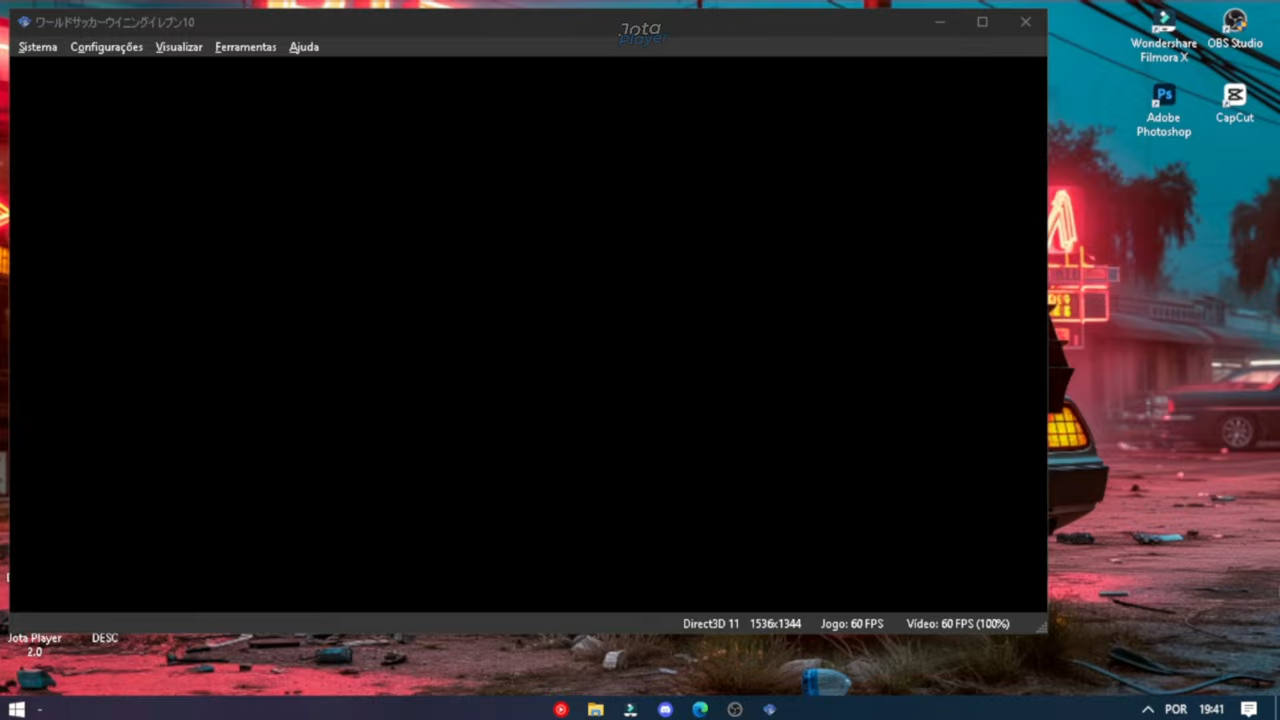 ワールドサッカーウイニングイレブン10
Jota
player
Sistema Configurações Visualizar Ferramentas Ajuda
Wondershare
Filmora X
OBS Studio
Ps
Adobe
Photoshop
CapCut
Direct3D 11 1536x1344 Jogo: 60 FPS Vídeo: 60 FPS (100%)
Jota Player
2.0
DESC
POR 19:41